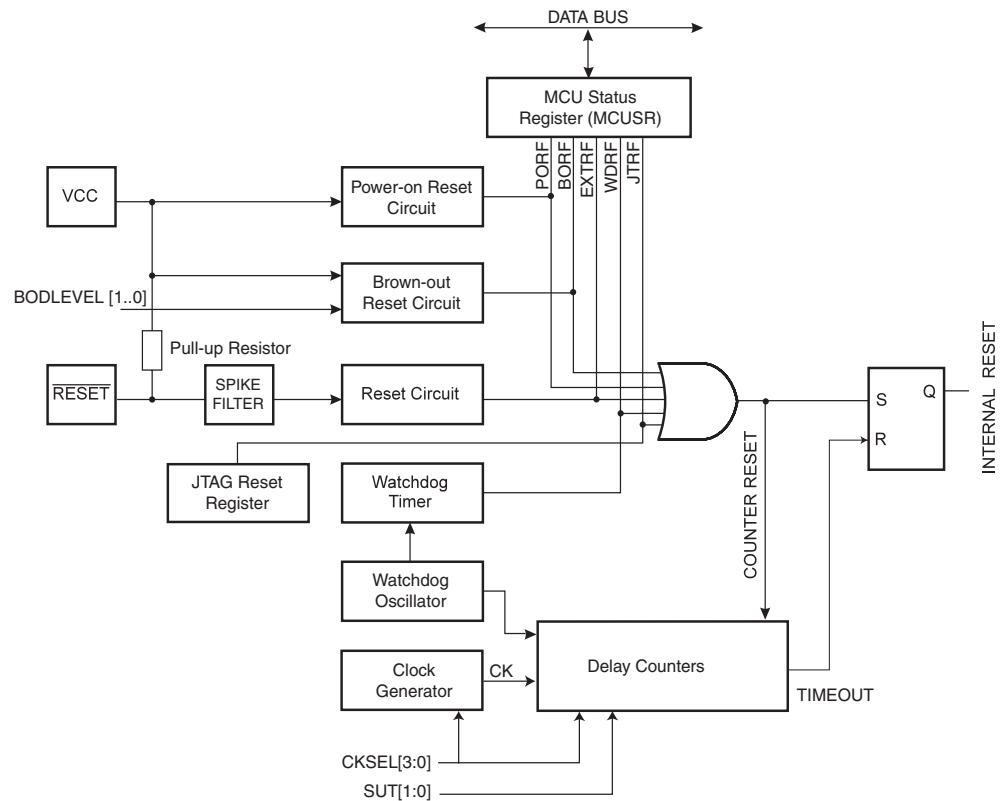 DATA BUS
MCU Status
Register (MCUSR)
PORF
BORF
EXTRF
WDRF
JTRF
VCC
Power-on Reset
Circuit
Brown-out
Reset Circuit
BODLEVEL [1..0]
Pull-up Resistor
RESET
SPIKE
FILTER
Reset Circuit
JTAG Reset
Register
Watchdog
Timer
Watchdog
Oscillator
Clock
Generator
CK
Delay Counters
CKSEL[3:0]
SUT[1:0]
COUNTER RESET
TIMEOUT
S
R
Q
INTERNAL RESET